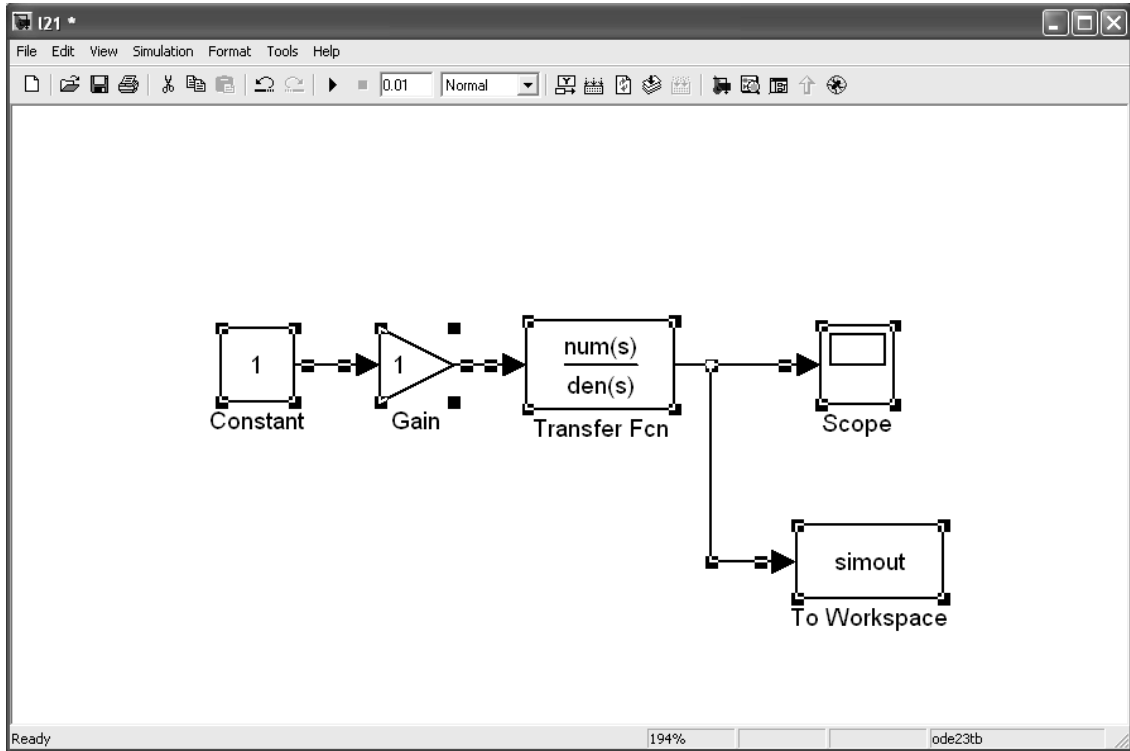 I21 *
File Edit View Simulation Format Tools Help
0.01 Normal
1
Constant
1
Gain
num(s)
den(s)
Transfer Fcn
Scope
simout
To Workspace
Ready 194% ode23tb